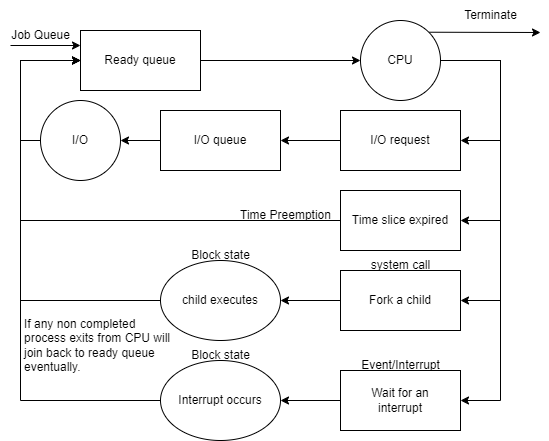 Terminate
Job Queue
Ready queue
CPU
I/O
I/O queue
I/O request
Time Preemption
Time slice expired
Block state
system call
child executes
Fork a child
If any non completed
process exits from CPU will
join back to ready queue
eventually.
Block state
Event/Interrupt
Interrupt occurs
Wait for an
interrupt